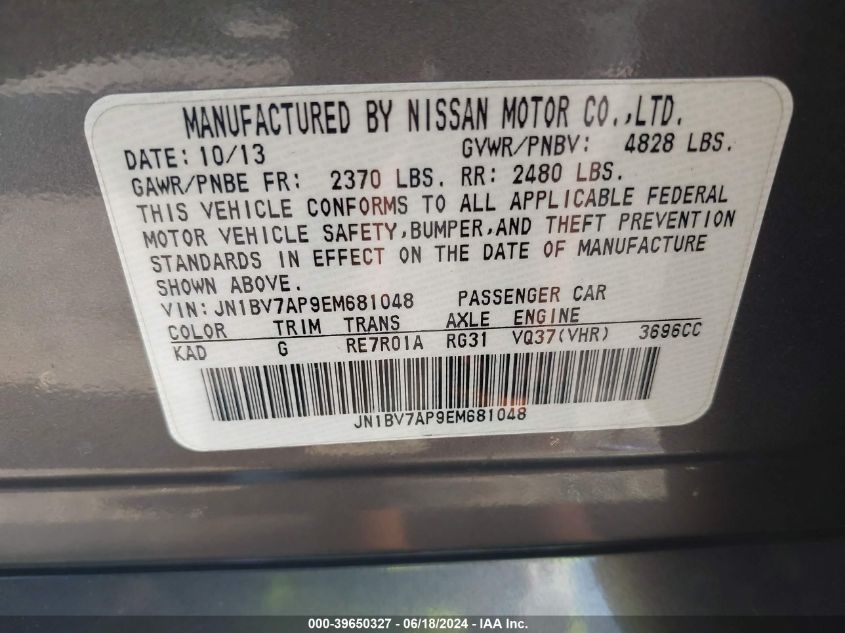 MANUFACTURED BY NISSAN MOTOR CO.,LTD.
DATE: 10/13 GVWR/PNBV: 4828 LBS.
GAWR/PNBE FR: 2370 LBS. RR: 2480 LBS.
THIS VEHICLE CONFORMS TO ALL APPLICABLE FEDERAL
MOTOR VEHICLE SAFETY,BUMPER,AND THEFT PREVENTION
STANDARDS IN EFFECT ON THE DATE OF MANUFACTURE
SHOWN ABOVE.
VIN: JN1BV7AP9EM681048 PASSENGER CAR
COLOR TRIM TRANS AXLE ENGINE
KAD G RE7R01A RG31 VQ37(VHR) 3696CC
JN1BV7AP9EM681048
000-39650327 - 06/18/2024 - IAA Inc.